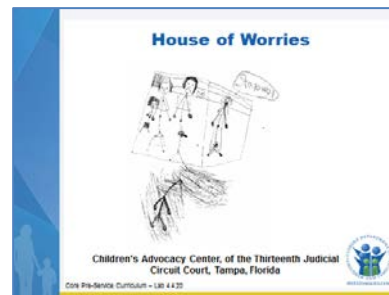 House of Worries
Children's Advocacy Center, of the Thirteenth Judicial
Circuit Court, Tampa, Florida
Core Pre-Service Curriculum – Lab 4.4.20